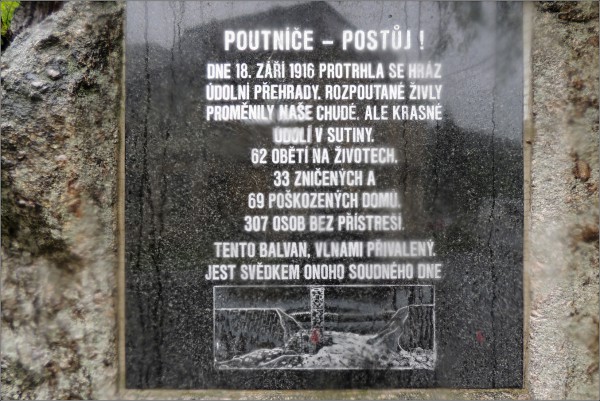 POUTNÍČE – POSTŮJ !
DNE 18. ZÁŘÍ 1916 PROTRHLA SE HRÁZ
ÚDOLNÍ PŘEHRADY. ROZPOUTANÉ ŽIVLY
PROMĚNILY NAŠE CHUDÉ. ALE KRASNÉ
ÚDOLÍ V SUTINY.
62 OBĚTÍ NA ŽIVOTECH.
33 ZNIČENÝCH A
69 POŠKOZENÝCH DOMU.
307 OSOB BEZ PŘÍSTŘESÍ.
TENTO BALVAN, VLNAMI PŘIVALENÝ.
JEST SVĚDKEM ONOHO SOUDNÉHO DNE